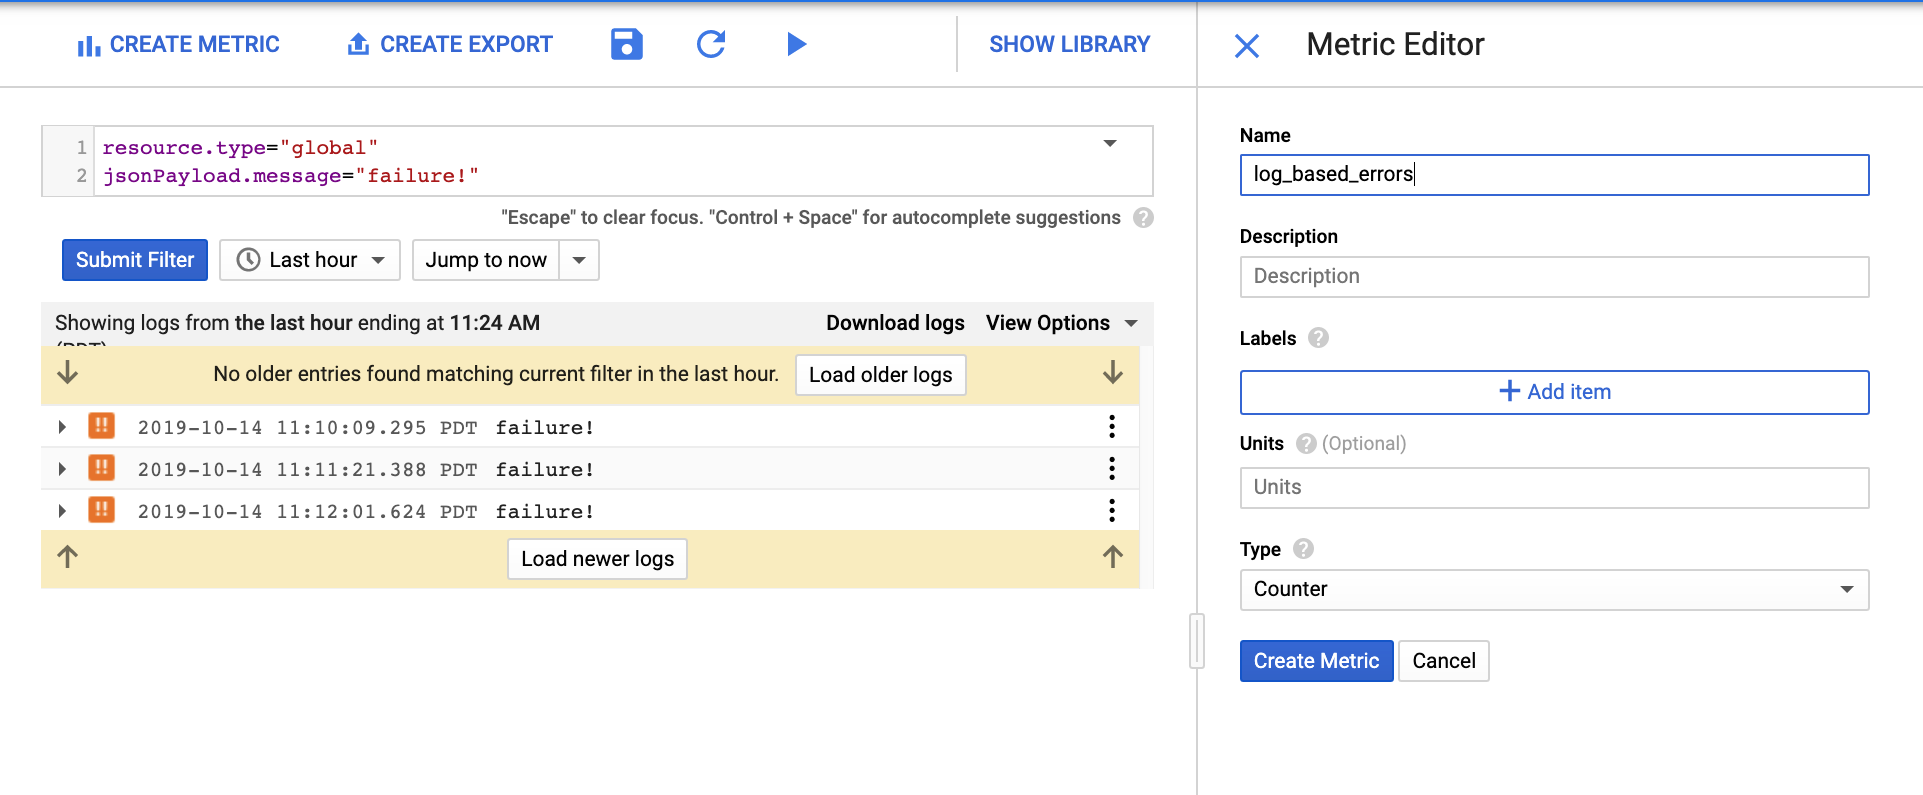 CREATE METRIC CREATE EXPORT SHOW LIBRARY
1 resource.type="global"
2 jsonPayload.message="failure!"
"Escape" to clear focus. "Control + Space" for autocomplete suggestions ?
Submit Filter Last hour Jump to now
Showing logs from the last hour ending at 11:24 AM
(PDT)
Download logs View Options
No older entries found matching current filter in the last hour. Load older logs
!! 2019-10-14 11:10:09.295 PDT failure!
!! 2019-10-14 11:11:21.388 PDT failure!
!! 2019-10-14 11:12:01.624 PDT failure!
Load newer logs
Metric Editor
Name
log_based_errors
Description
Description
Labels ?
+ Add item
Units ? (Optional)
Units
Type ?
Counter
Create Metric Cancel